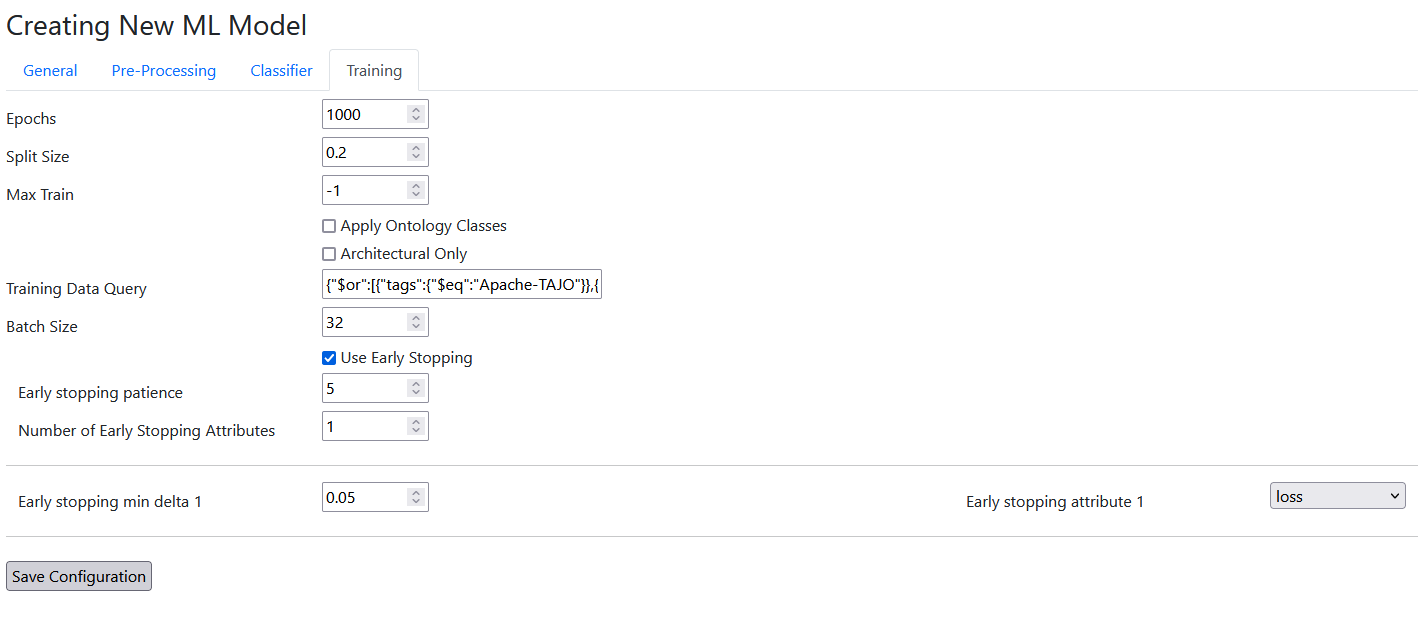 Creating New ML Model
General Pre-Processing Classifier Training
Epochs 1000
Split Size 0.2
Max Train -1
Apply Ontology Classes
Architectural Only
Training Data Query {"$or":[{"tags":{"$eq":"Apache-TAJO"}},{
Batch Size 32
Use Early Stopping
Early stopping patience 5
Number of Early Stopping Attributes 1
Early stopping min delta 1 0.05 Early stopping attribute 1 loss
Save Configuration